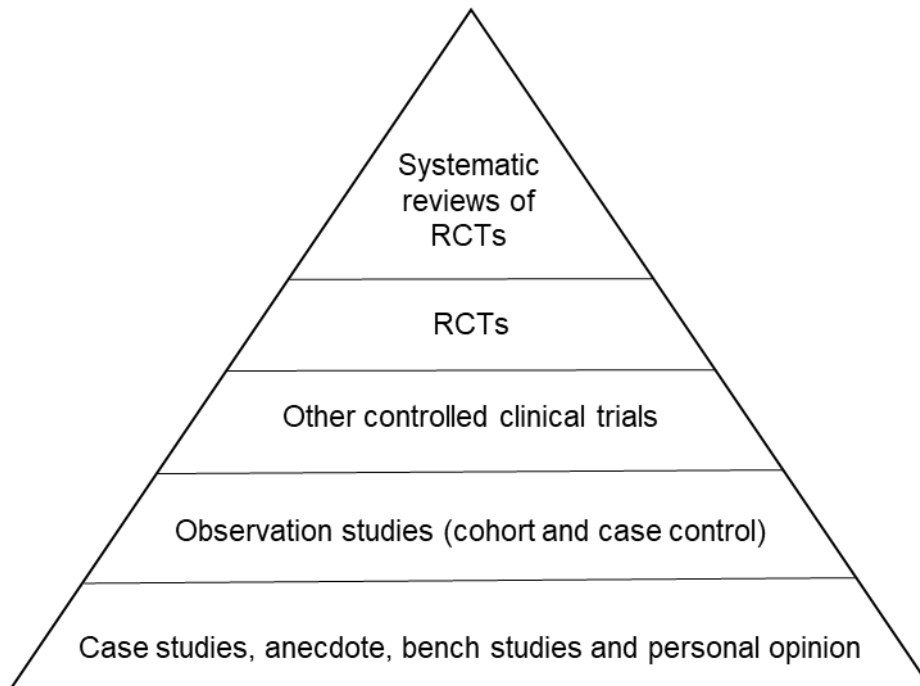 Systematic
reviews of
RCTs
RCTs
Other controlled clinical trials
Observation studies (cohort and case control)
Case studies, anecdote, bench studies and personal opinion